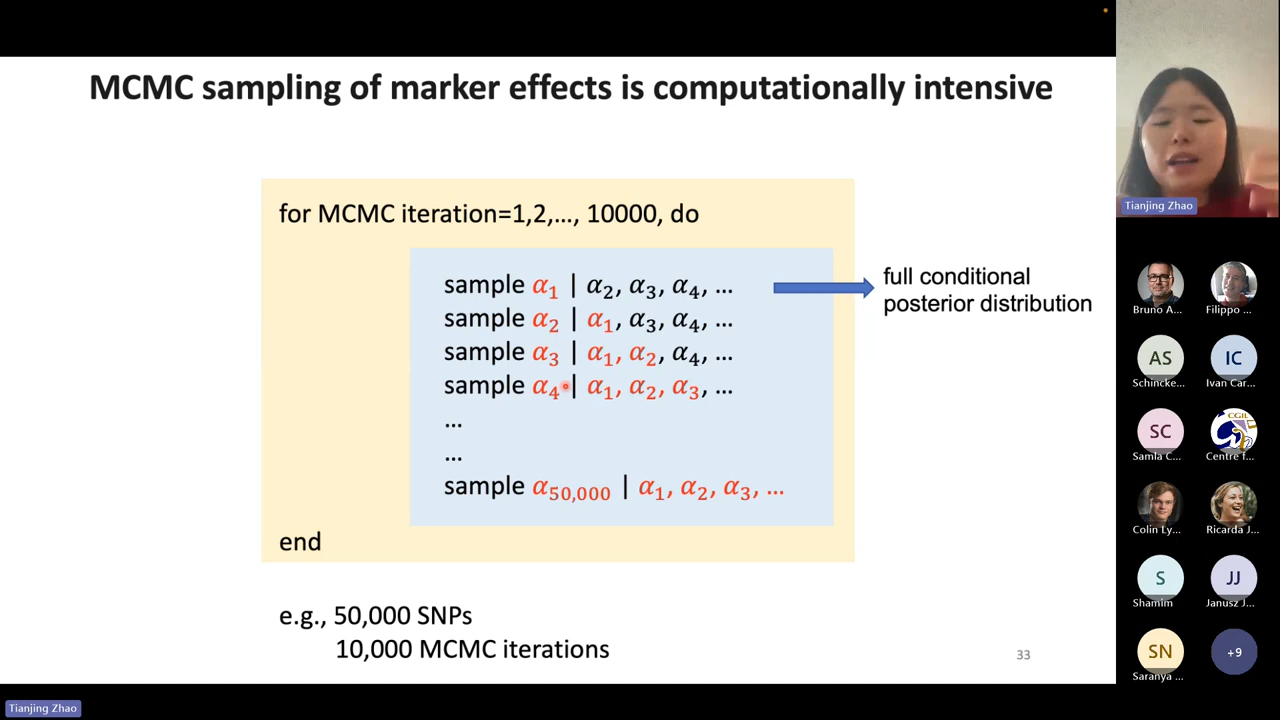 MCMC sampling of marker effects is computationally intensive
for MCMC iteration=1,2,..., 10000, do
sample α₁ | α₂, α₃, α₄, ...
sample α₂ | α₁, α₃, α₄, ...
sample α₃ | α₁, α₂, α₄, ...
sample α₄ | α₁, α₂, α₃, ...
...
...
sample α₅₀,₀₀₀ | α₁, α₂, α₃, ...
end
full conditional
posterior distribution
e.g., 50,000 SNPs
10,000 MCMC iterations
33
Tianjing Zhao
Bruno A...
Filippo ...
AS
IC
Schincke...
Ivan Car...
SC
CGIL
Samla C...
Centre f...
Colin Ly...
Ricarda J...
S
JJ
Shamim
Janusz J...
SN
+9
Saranya ...
Tianjing Zhao